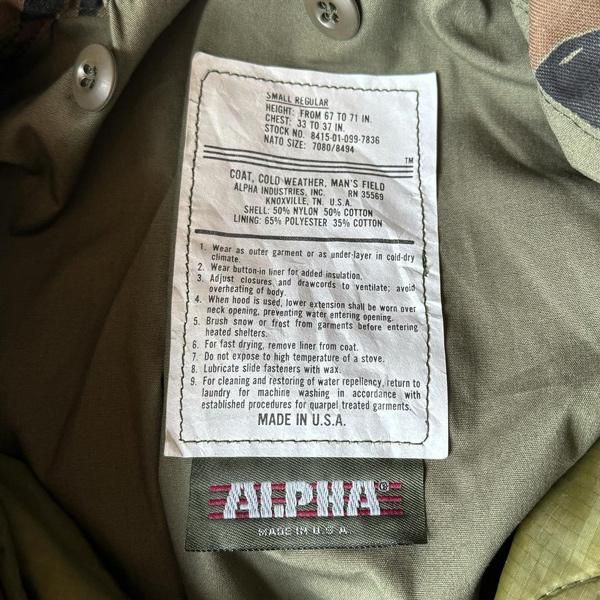 SMALL REGULAR
HEIGHT: FROM 67 TO 71 IN.
CHEST: 33 TO 37 IN.
STOCK NO. 8415-01-099-7836
NATO SIZE: 7080/8494
TM
COAT, COLD WEATHER, MAN'S FIELD
ALPHA INDUSTRIES, INC. RN 35569
KNOXVILLE, TN. U.S.A.
SHELL: 50% NYLON 50% COTTON
LINING: 65% POLYESTER 35% COTTON
1. Wear as outer garment or as under-layer in cold-dry
climate.
2. Wear button-in liner for added insulation.
3. Adjust closures, and drawcords to ventilate; avoid
overheating of body.
4. When hood is used, lower extension shall be worn over
neck opening, preventing water entering opening.
5. Brush snow or frost from garments before entering
heated shelters.
6. For fast drying, remove liner from coat.
7. Do not expose to high temperature of a stove.
8. Lubricate slide fasteners with wax.
9. For cleaning and restoring of water repellency, return to
laundry for machine washing in accordance with
established procedures for quarpel treated garments.
MADE IN U.S.A.
ALPHA®
MADE IN U.S.A